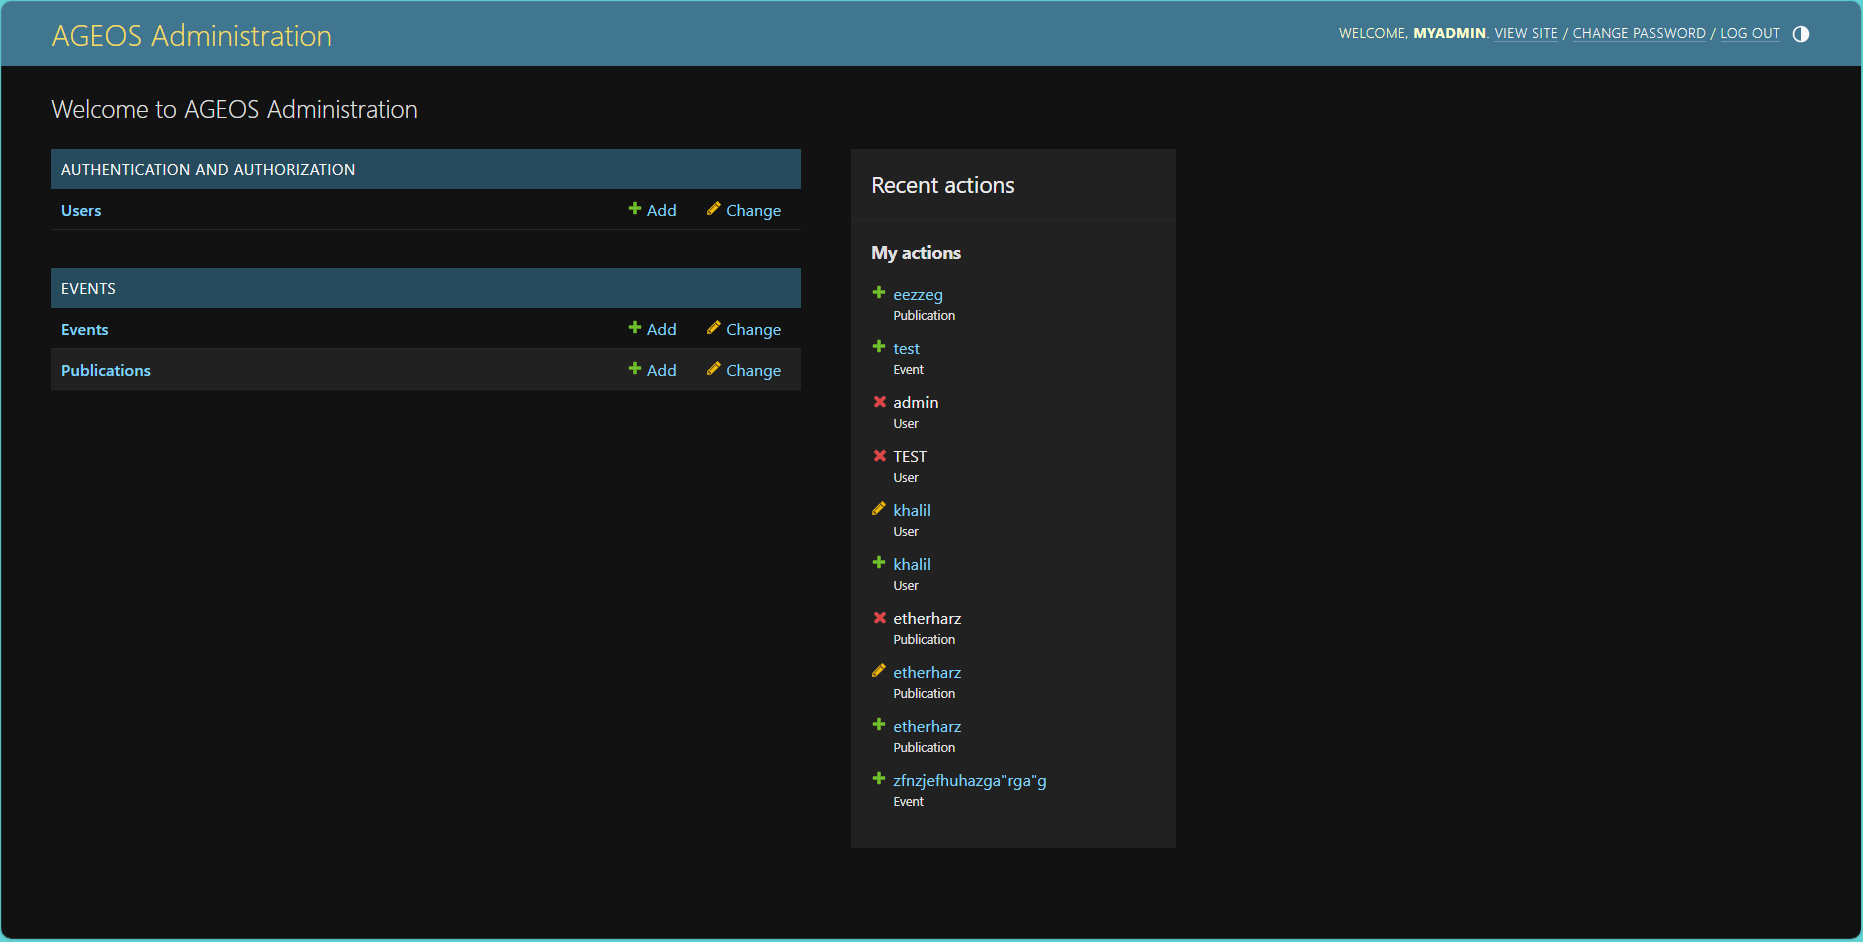 AGEOS Administration
WELCOME, MYADMIN. VIEW SITE / CHANGE PASSWORD / LOG OUT
Welcome to AGEOS Administration
AUTHENTICATION AND AUTHORIZATION
Users Add Change
EVENTS
Events Add Change
Publications Add Change
Recent actions
My actions
eezzeg
Publication
test
Event
admin
User
TEST
User
khalil
User
khalil
User
etherharz
Publication
etherharz
Publication
etherharz
Publication
zfnzjefhuhazga"rga"g
Event